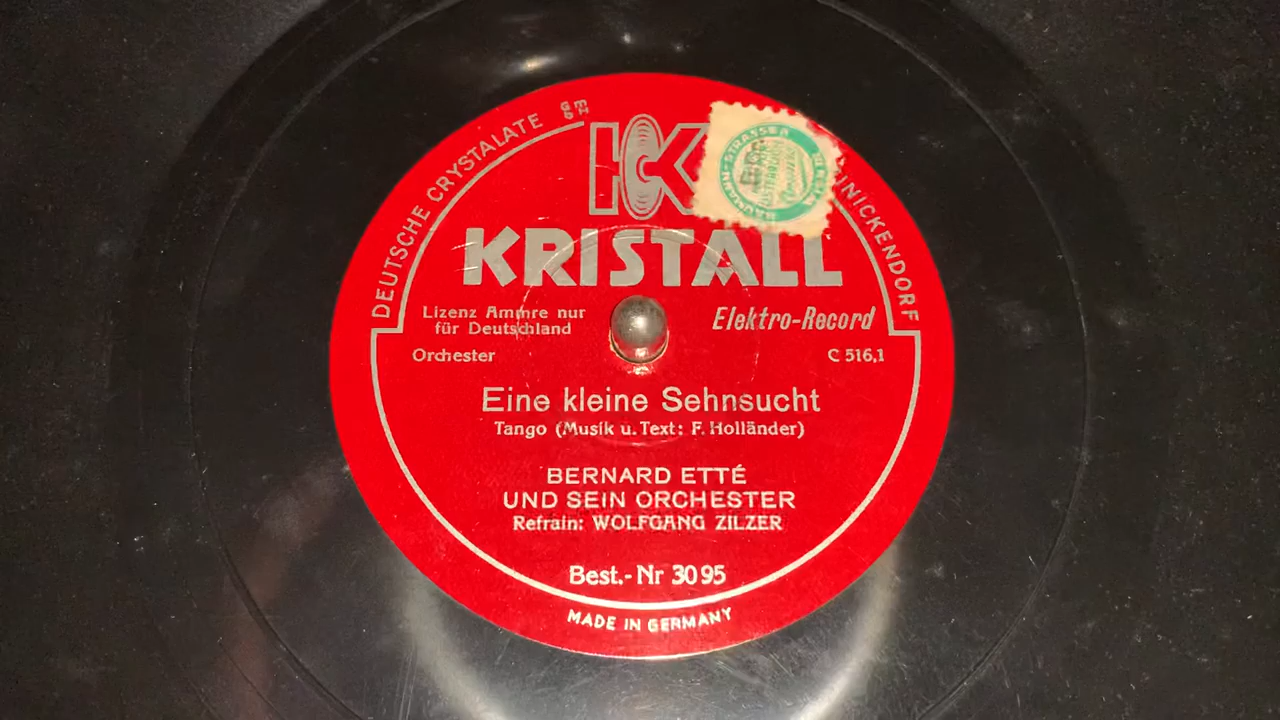 DEUTSCHE CRYSTALATE GmbH
K
KRISTALL
Lizenz Ammre nur
für Deutschland
Elektro-Record
Orchester
C 516,1
Eine kleine Sehnsucht
Tango (Musik u. Text: F. Holländer)
BERNARD ETTÉ
UND SEIN ORCHESTER
Refrain: WOLFGANG ZILZER
Best.-Nr 3095
MADE IN GERMANY